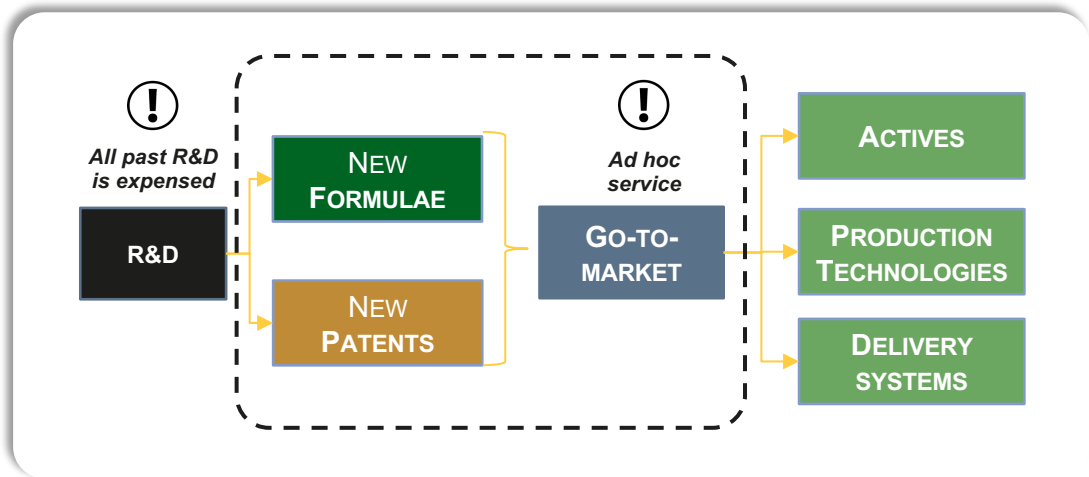 !
All past R&D
is expensed
R&D
NEW
FORMULAE
NEW
PATENTS
!
Ad hoc
service
GO-TO-
MARKET
ACTIVES
PRODUCTION
TECHNOLOGIES
DELIVERY
SYSTEMS